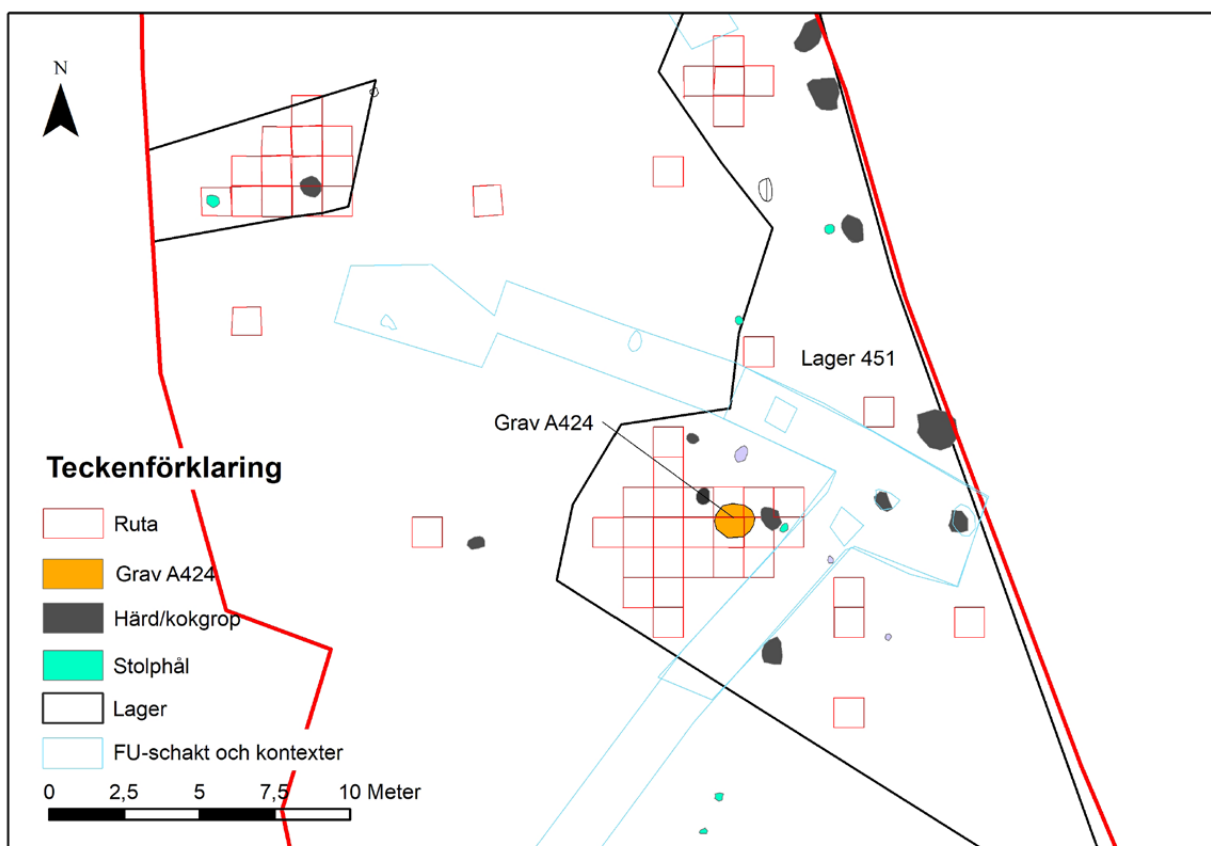 N
Lager 451
Grav A424
Teckenförklaring
Ruta
Grav A424
Härd/kokgrop
Stolphål
Lager
FU-schakt och kontexter
0 2,5 5 7,5 10 Meter